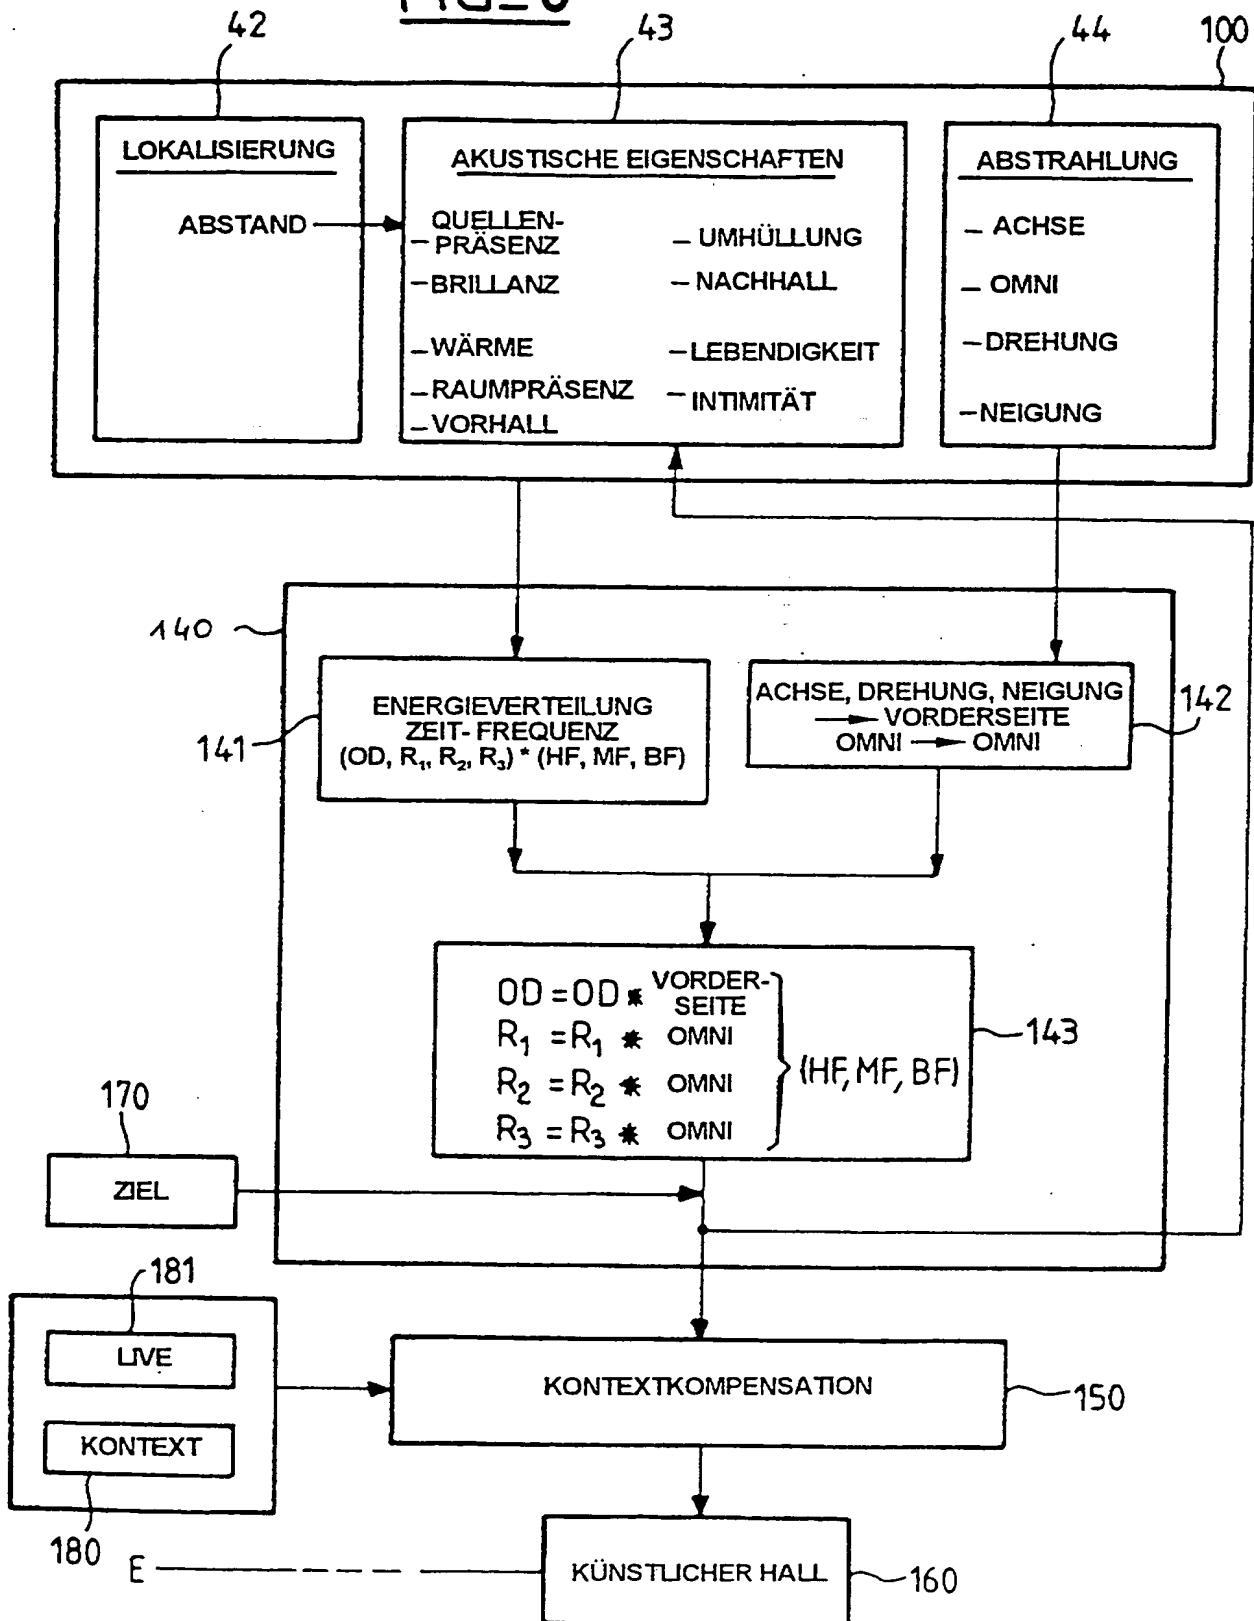 42
43
44
100
LOKALISIERUNG
ABSTAND
AKUSTISCHE EIGENSCHAFTEN
QUELLEN-
– PRÄSENZ
– BRILLANZ
– WÄRME
– RAUMPRÄSENZ
– VORHALL
– UMHÜLLUNG
– NACHHALL
– LEBENDIGKEIT
– INTIMITÄT
ABSTRAHLUNG
– ACHSE
– OMNI
– DREHUNG
– NEIGUNG
140
ENERGIEVERTEILUNG
ZEIT-FREQUENZ
(OD, R₁, R₂, R₃) * (HF, MF, BF)
141
ACHSE, DREHUNG, NEIGUNG
→ VORDERSEITE
OMNI → OMNI
142
OD = OD * VORDER-
SEITE
R₁ = R₁ * OMNI
R₂ = R₂ * OMNI
R₃ = R₃ * OMNI
(HF, MF, BF)
143
170
ZIEL
181
LIVE
KONTEXT
180
KONTEXTKOMPENSATION
150
E
KÜNSTLICHER HALL
160